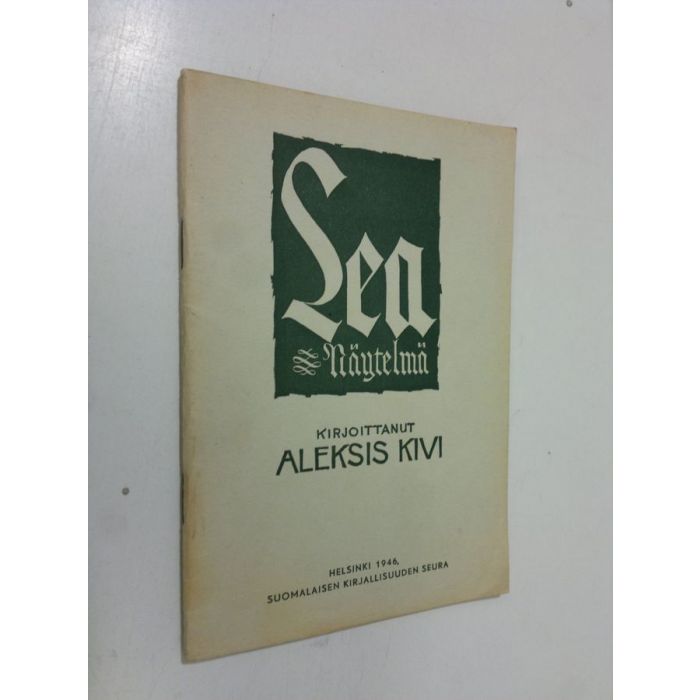 Lea
Näytelmä
KIRJOITTANUT
ALEKSIS KIVI
HELSINKI 1946,
SUOMALAISEN KIRJALLISUUDEN SEURA